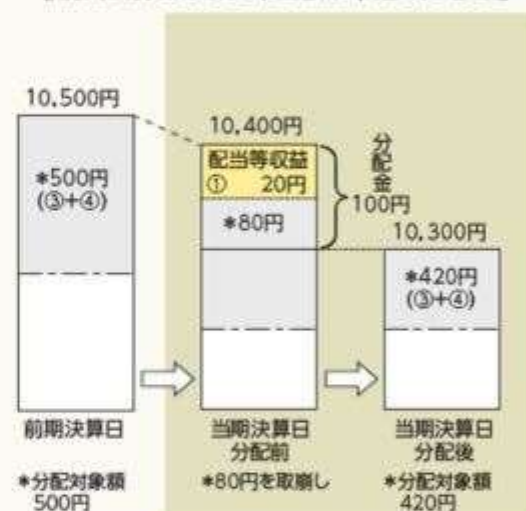 10,500円
*500円
(③+④)
10,400円
配当等収益
① 20円
*80円
分配金
100円
10,300円
*420円
(③+④)
前期決算日
当期決算日
分配前
当期決算日
分配後
*分配対象額
500円
*80円を取崩し
*分配対象額
420円